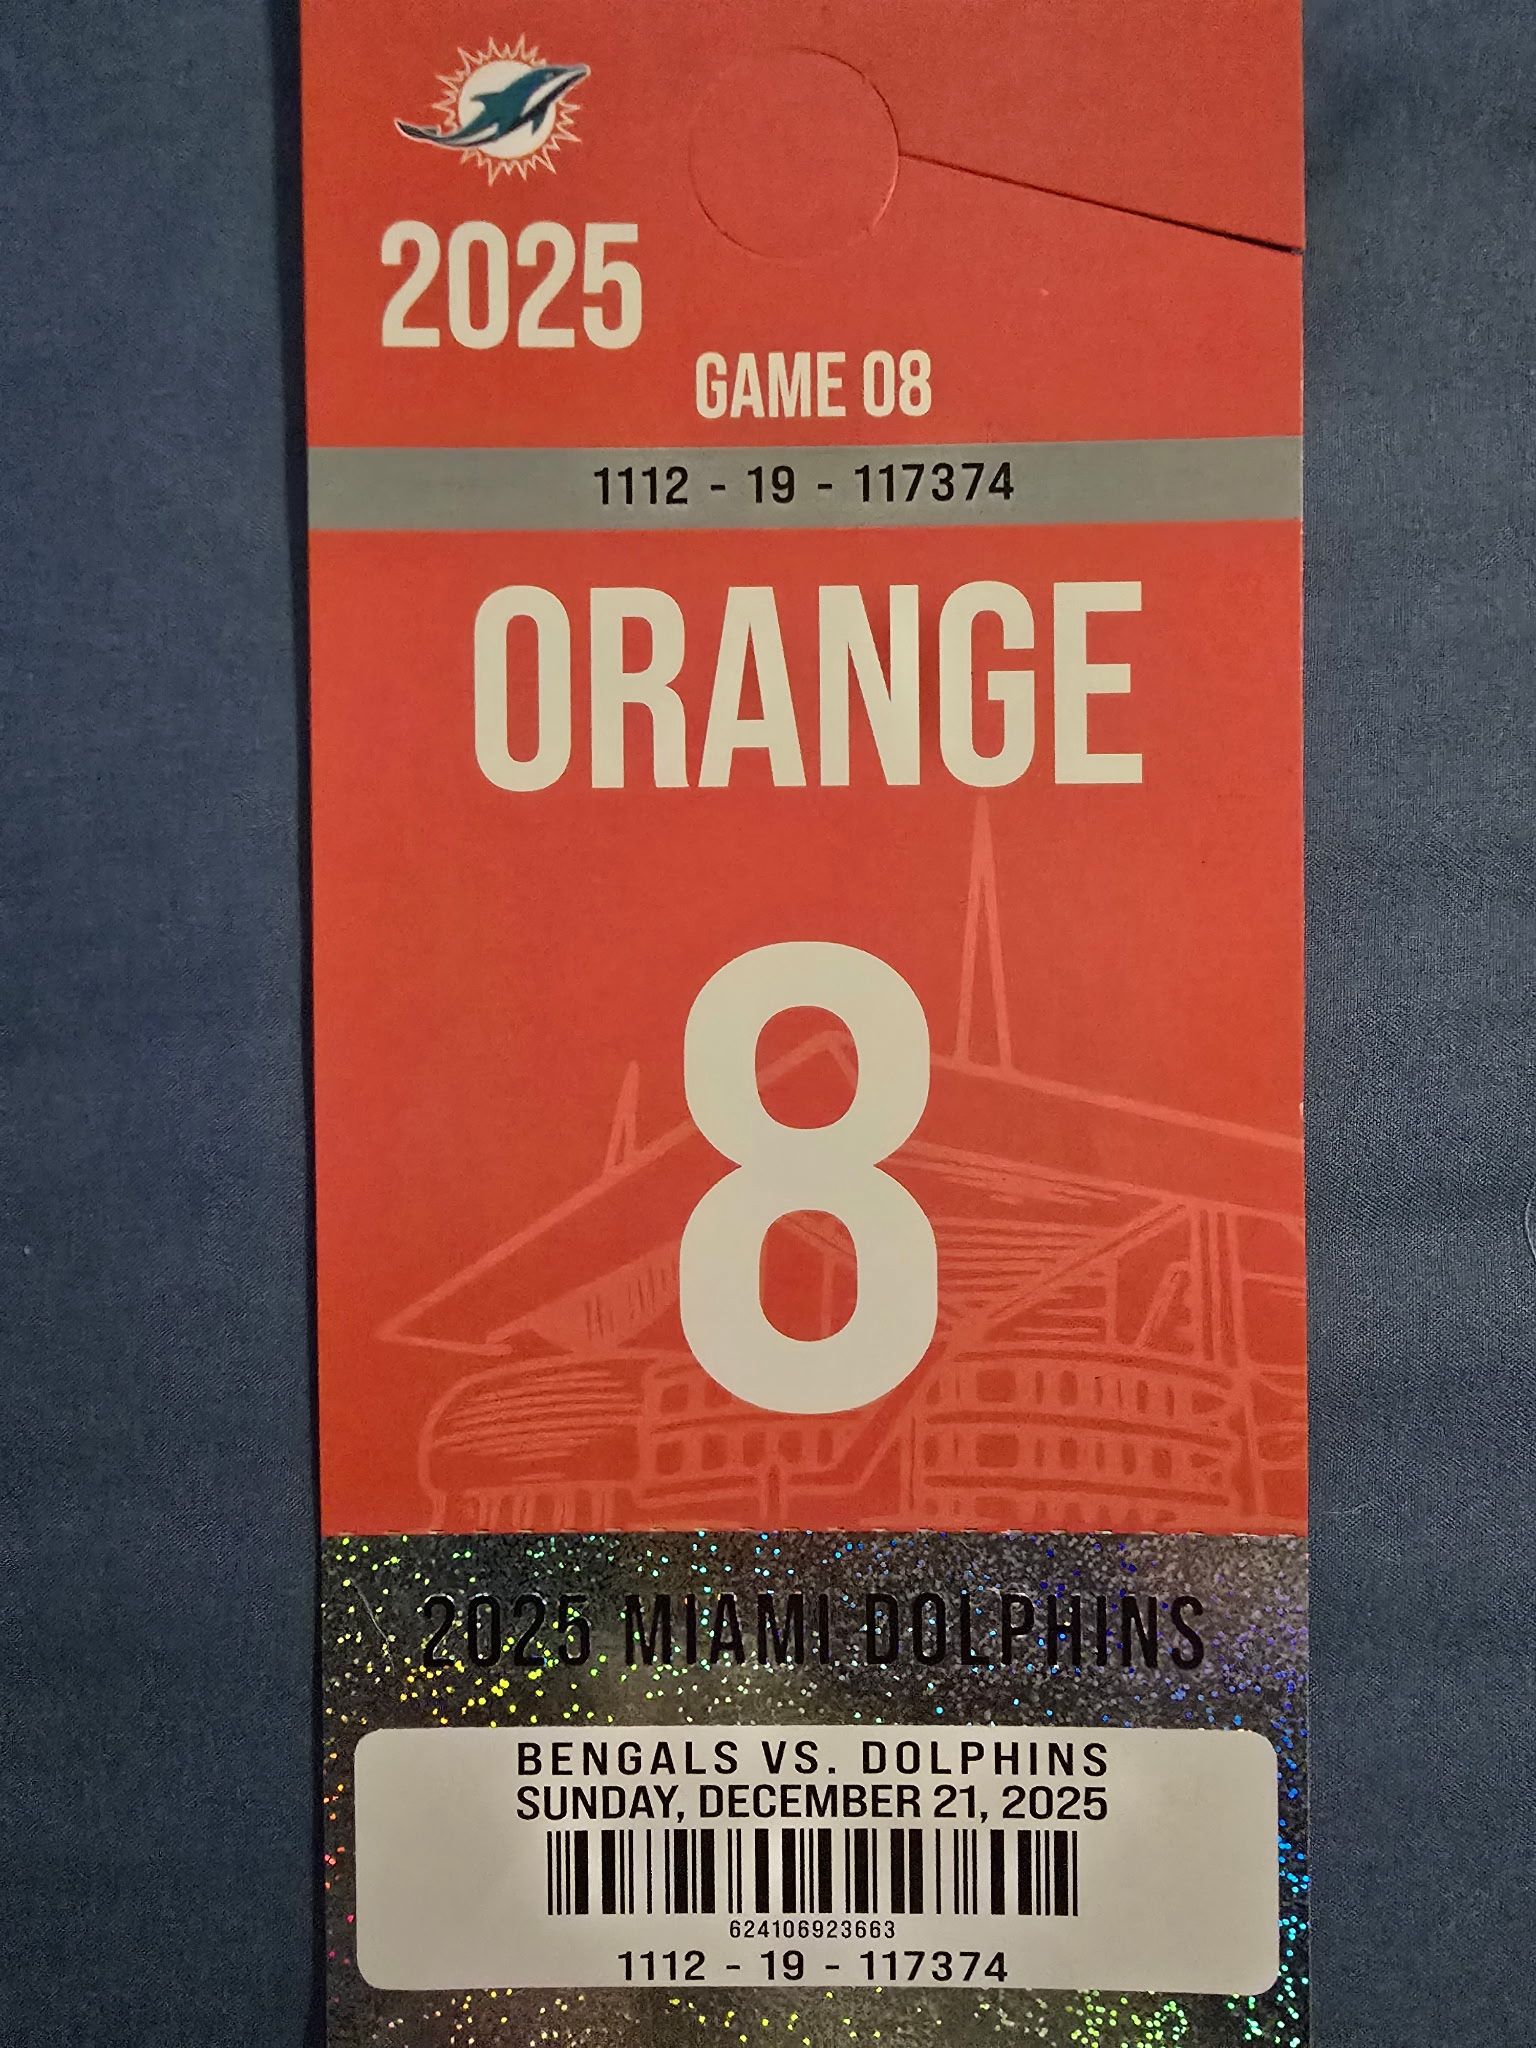 2025
GAME 08
1112 - 19 - 117374
ORANGE
8
2025 MIAMI DOLPHINS
BENGALS VS. DOLPHINS
SUNDAY, DECEMBER 21, 2025
624106923663
1112 - 19 - 117374